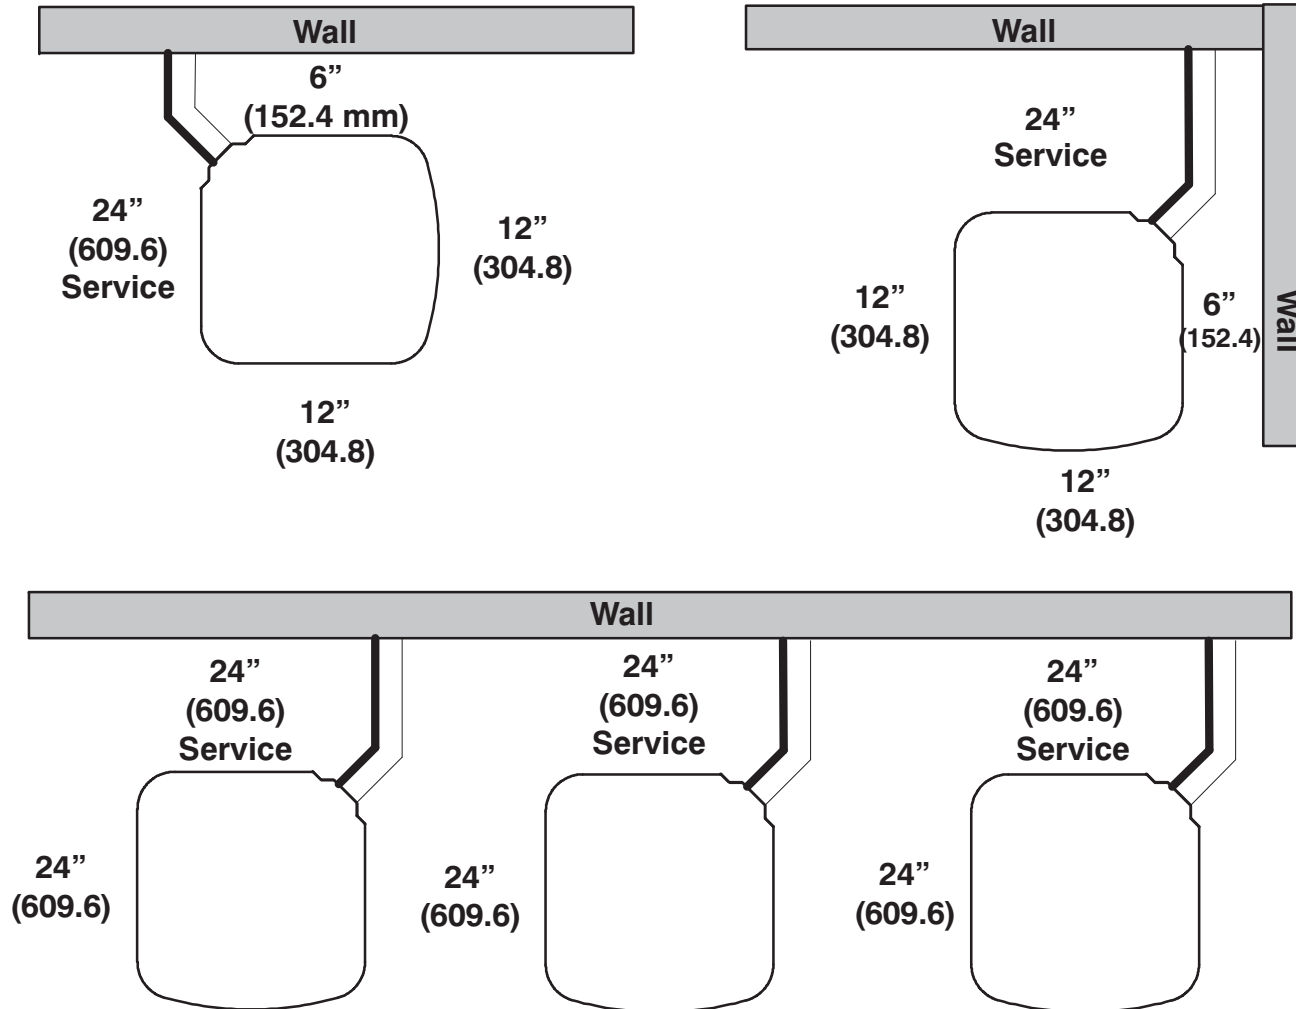 Wall
6”
(152.4 mm)
24”
(609.6)
Service
12”
(304.8)
12”
(304.8)
Wall
24”
Service
12”
(304.8)
6”
(152.4)
Wall
12”
(304.8)
Wall
24”
(609.6)
Service
24”
(609.6)
Service
24”
(609.6)
Service
24”
(609.6)
24”
(609.6)
24”
(609.6)